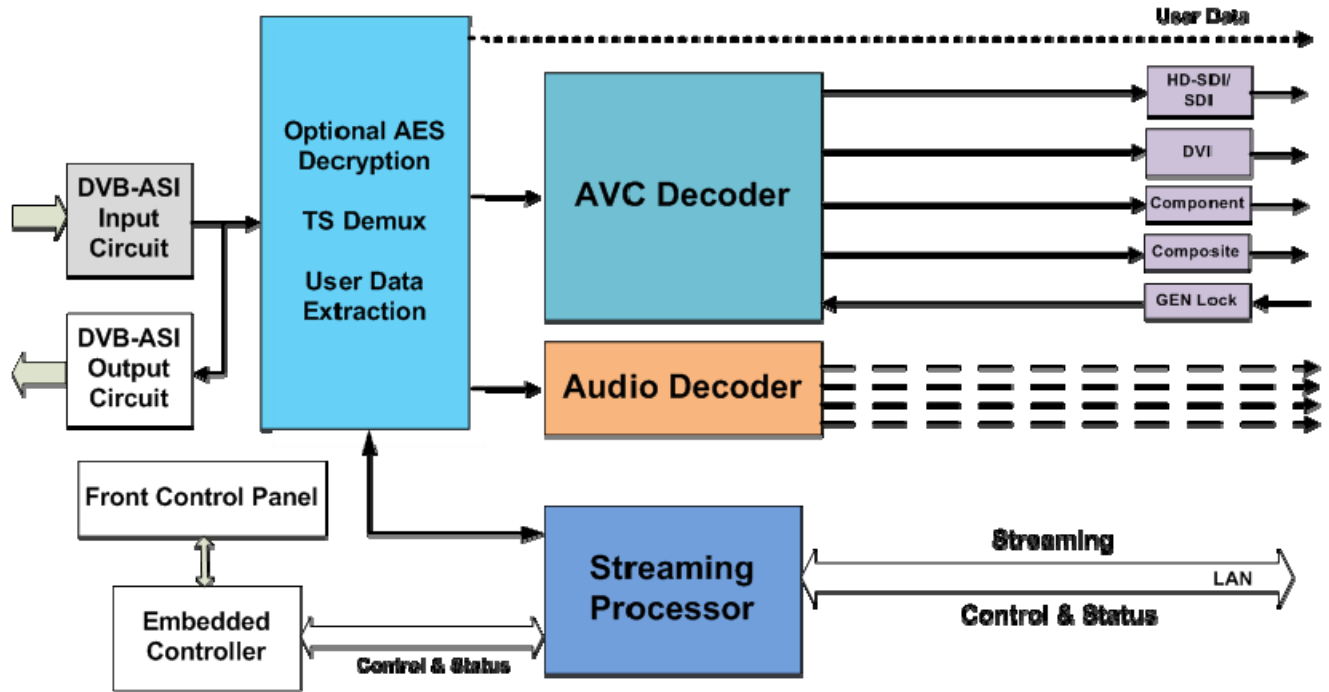 User Data
HD-SDI/
SDI
Optional AES
Decryption
TS Demux
User Data
Extraction
AVC Decoder
DVI
Component
Composite
GEN Lock
DVB-ASI
Input
Circuit
DVB-ASI
Output
Circuit
Audio Decoder
Front Control Panel
Streaming
Processor
Streaming
LAN
Control & Status
Embedded
Controller
Control & Status